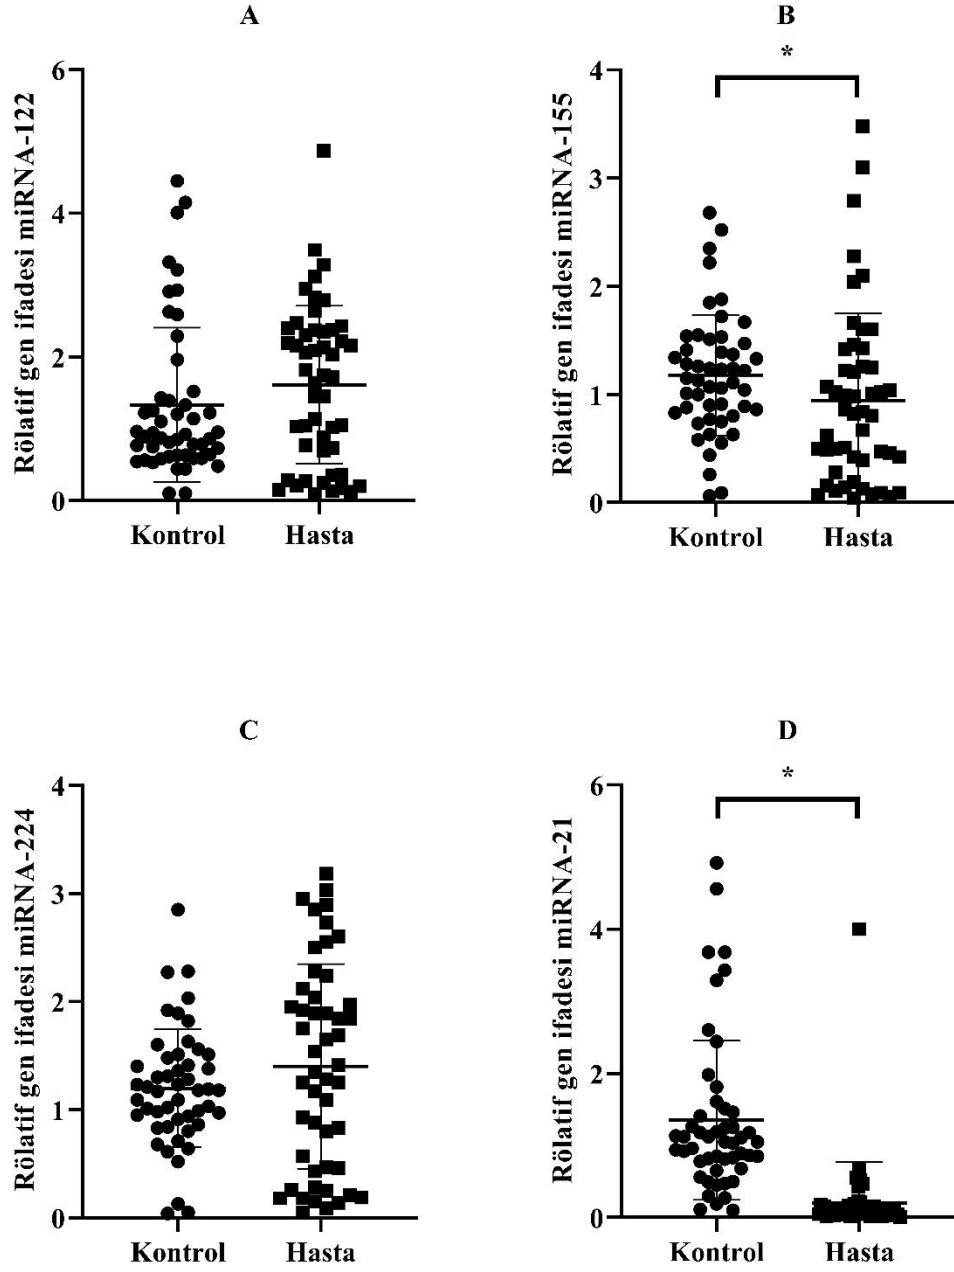 A
Rölatif gen ifadesi miRNA-122
6
4
2
0
Kontrol Hasta
B
*
Rölatif gen ifadesi miRNA-155
4
3
2
1
0
Kontrol Hasta
C
Rölatif gen ifadesi miRNA-224
4
3
2
1
0
Kontrol Hasta
D
*
Rölatif gen ifadesi miRNA-21
6
4
2
0
Kontrol Hasta